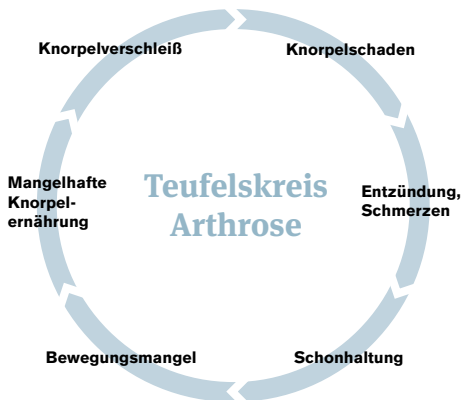 Knorpelverschleiß
Knorpelschaden
Teufelskreis
Arthrose
Mangelhafte
Knorpel-
ernährung
Entzündung,
Schmerzen
Bewegungsmangel
Schonhaltung